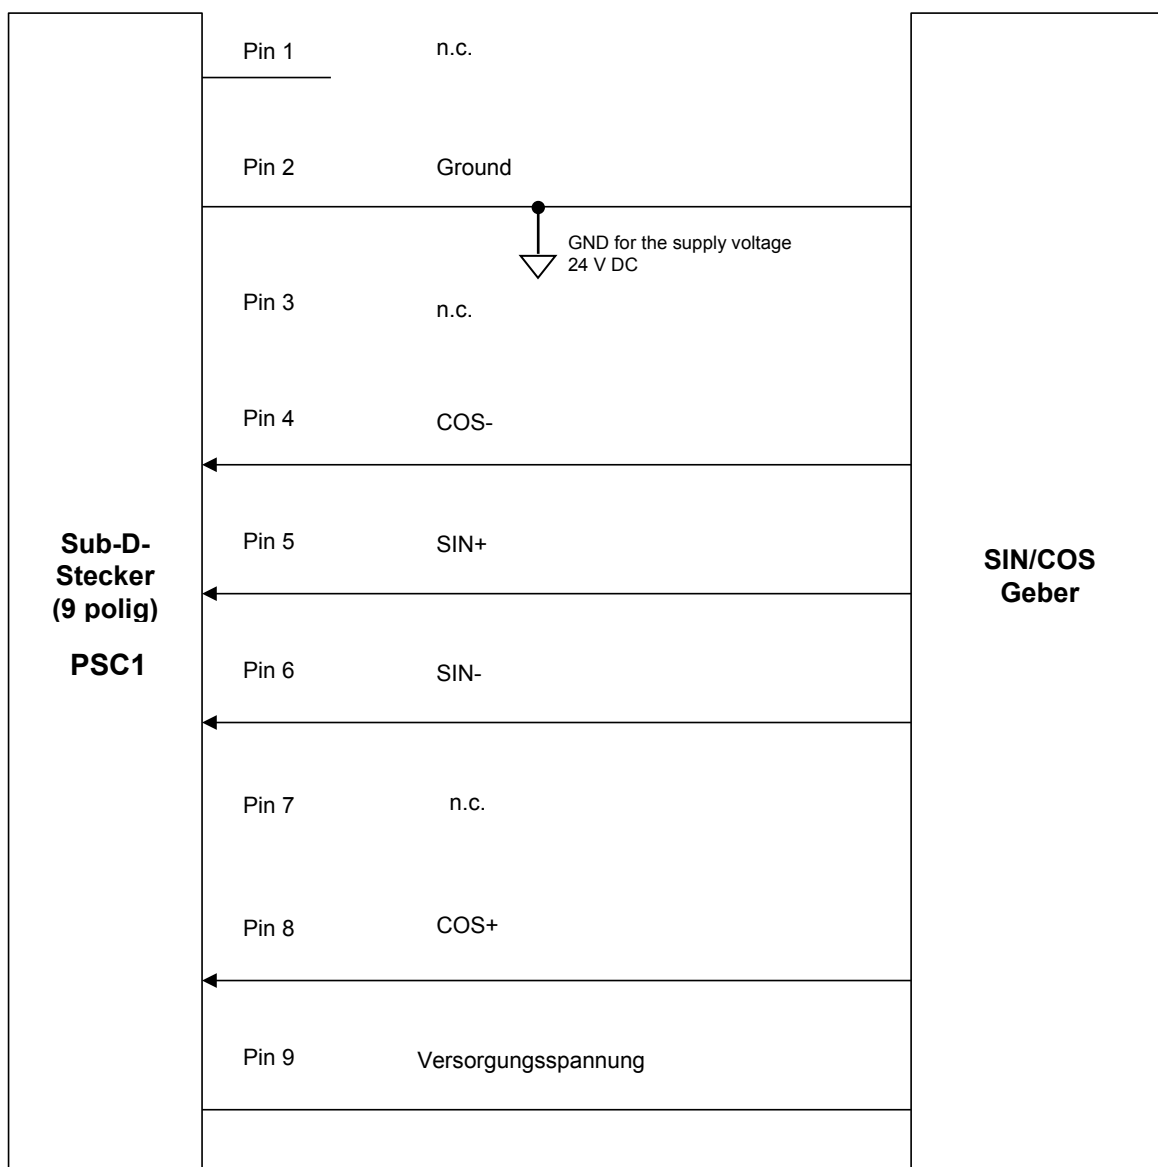 Pin 1
n.c.
Pin 2
Ground
GND for the supply voltage
24 V DC
Pin 3
n.c.
Pin 4
COS-
Sub-D-
Stecker
(9 polig)
PSC1
Pin 5
SIN+
SIN/COS
Geber
Pin 6
SIN-
Pin 7
n.c.
Pin 8
COS+
Pin 9
Versorgungsspannung